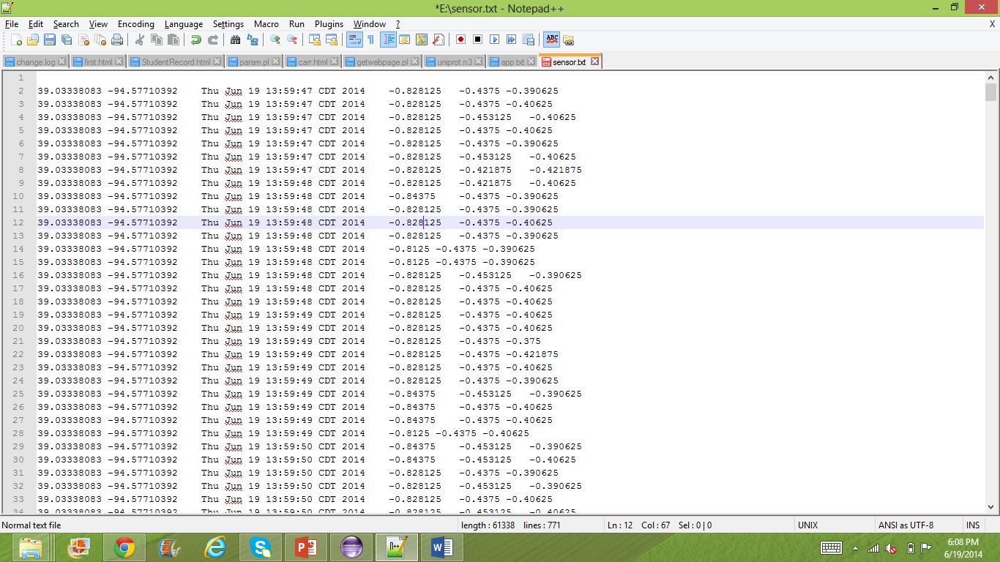 *E:\sensor.txt - Notepad++
File Edit Search View Encoding Language Settings Macro Run Plugins Window ? X
ABC
change.log first.html StudentRecord.html param.pl carr.html getwebpage.pl uniprot.n3 app.txt sensor.txt
1
2 39.03338083 -94.57710392 Thu Jun 19 13:59:47 CDT 2014 -0.828125 -0.4375 -0.390625
3 39.03338083 -94.57710392 Thu Jun 19 13:59:47 CDT 2014 -0.828125 -0.4375 -0.40625
4 39.03338083 -94.57710392 Thu Jun 19 13:59:47 CDT 2014 -0.828125 -0.453125 -0.40625
5 39.03338083 -94.57710392 Thu Jun 19 13:59:47 CDT 2014 -0.828125 -0.4375 -0.40625
6 39.03338083 -94.57710392 Thu Jun 19 13:59:47 CDT 2014 -0.828125 -0.4375 -0.390625
7 39.03338083 -94.57710392 Thu Jun 19 13:59:47 CDT 2014 -0.828125 -0.453125 -0.40625
8 39.03338083 -94.57710392 Thu Jun 19 13:59:47 CDT 2014 -0.828125 -0.421875 -0.421875
9 39.03338083 -94.57710392 Thu Jun 19 13:59:48 CDT 2014 -0.828125 -0.421875 -0.40625
10 39.03338083 -94.57710392 Thu Jun 19 13:59:48 CDT 2014 -0.84375 -0.4375 -0.390625
11 39.03338083 -94.57710392 Thu Jun 19 13:59:48 CDT 2014 -0.828125 -0.4375 -0.390625
12 39.03338083 -94.57710392 Thu Jun 19 13:59:48 CDT 2014 -0.828125 -0.4375 -0.40625
13 39.03338083 -94.57710392 Thu Jun 19 13:59:48 CDT 2014 -0.828125 -0.4375 -0.390625
14 39.03338083 -94.57710392 Thu Jun 19 13:59:48 CDT 2014 -0.8125 -0.4375 -0.390625
15 39.03338083 -94.57710392 Thu Jun 19 13:59:48 CDT 2014 -0.8125 -0.4375 -0.390625
16 39.03338083 -94.57710392 Thu Jun 19 13:59:48 CDT 2014 -0.828125 -0.453125 -0.390625
17 39.03338083 -94.57710392 Thu Jun 19 13:59:48 CDT 2014 -0.828125 -0.4375 -0.40625
18 39.03338083 -94.57710392 Thu Jun 19 13:59:48 CDT 2014 -0.828125 -0.4375 -0.40625
19 39.03338083 -94.57710392 Thu Jun 19 13:59:49 CDT 2014 -0.828125 -0.4375 -0.40625
20 39.03338083 -94.57710392 Thu Jun 19 13:59:49 CDT 2014 -0.828125 -0.4375 -0.40625
21 39.03338083 -94.57710392 Thu Jun 19 13:59:49 CDT 2014 -0.828125 -0.4375 -0.375
22 39.03338083 -94.57710392 Thu Jun 19 13:59:49 CDT 2014 -0.828125 -0.4375 -0.421875
23 39.03338083 -94.57710392 Thu Jun 19 13:59:49 CDT 2014 -0.828125 -0.4375 -0.40625
24 39.03338083 -94.57710392 Thu Jun 19 13:59:49 CDT 2014 -0.828125 -0.4375 -0.390625
25 39.03338083 -94.57710392 Thu Jun 19 13:59:49 CDT 2014 -0.84375 -0.453125 -0.390625
26 39.03338083 -94.57710392 Thu Jun 19 13:59:49 CDT 2014 -0.84375 -0.4375 -0.40625
27 39.03338083 -94.57710392 Thu Jun 19 13:59:49 CDT 2014 -0.84375 -0.4375 -0.40625
28 39.03338083 -94.57710392 Thu Jun 19 13:59:49 CDT 2014 -0.8125 -0.4375 -0.40625
29 39.03338083 -94.57710392 Thu Jun 19 13:59:50 CDT 2014 -0.84375 -0.453125 -0.390625
30 39.03338083 -94.57710392 Thu Jun 19 13:59:50 CDT 2014 -0.84375 -0.453125 -0.40625
31 39.03338083 -94.57710392 Thu Jun 19 13:59:50 CDT 2014 -0.828125 -0.4375 -0.390625
32 39.03338083 -94.57710392 Thu Jun 19 13:59:50 CDT 2014 -0.828125 -0.453125 -0.390625
33 39.03338083 -94.57710392 Thu Jun 19 13:59:50 CDT 2014 -0.828125 -0.4375 -0.40625
34 39.03338083 -94.57710392 Thu Jun 19 13:59:50 CDT 2014 -0.828125 -0.453125 -0.40625
Normal text file length : 61338 lines : 771 Ln : 12 Col : 67 Sel : 0 | 0 UNIX ANSI as UTF-8 INS
6:08 PM
6/19/2014